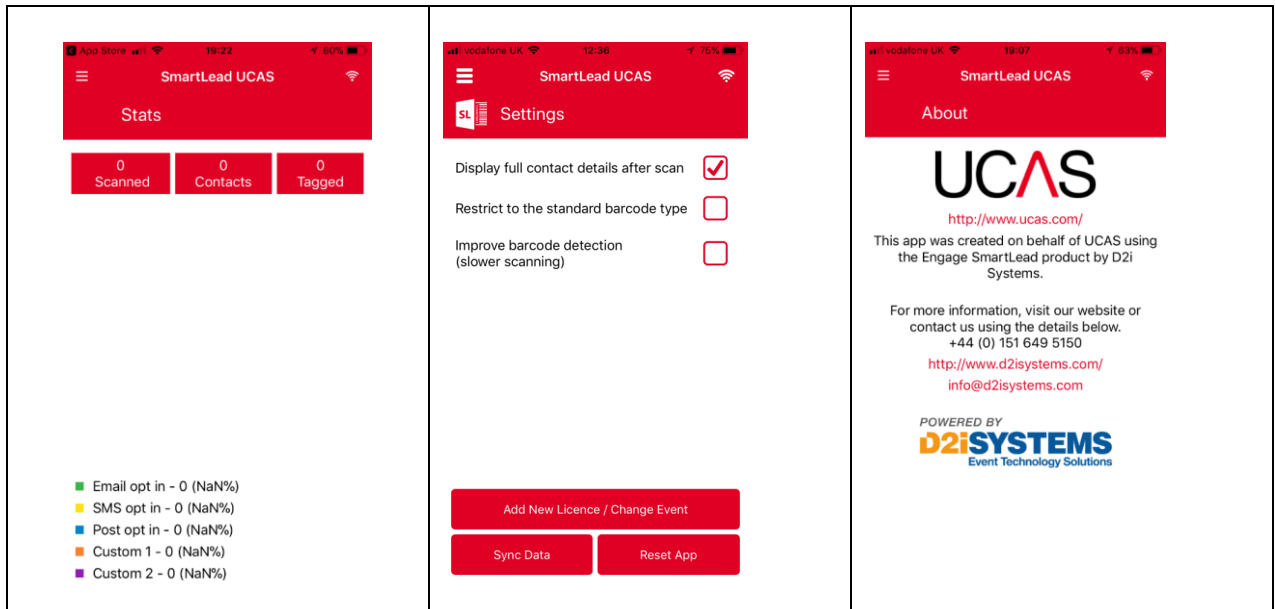 App Store 19:22 60%
SmartLead UCAS
Stats
0 0 0
Scanned Contacts Tagged
Email opt in - 0 (NaN%)
SMS opt in - 0 (NaN%)
Post opt in - 0 (NaN%)
Custom 1 - 0 (NaN%)
Custom 2 - 0 (NaN%)
vodafone UK 12:36 75%
SmartLead UCAS
SL Settings
Display full contact details after scan
Restrict to the standard barcode type
Improve barcode detection
(slower scanning)
Add New Licence / Change Event
Sync Data Reset App
vodafone UK 19:07 63%
SmartLead UCAS
About
UCAS
http://www.ucas.com/
This app was created on behalf of UCAS using
the Engage SmartLead product by D2i
Systems.
For more information, visit our website or
contact us using the details below.
+44 (0) 151 649 5150
http://www.d2isystems.com/
info@d2isystems.com
POWERED BY
D2iSYSTEMS
Event Technology Solutions